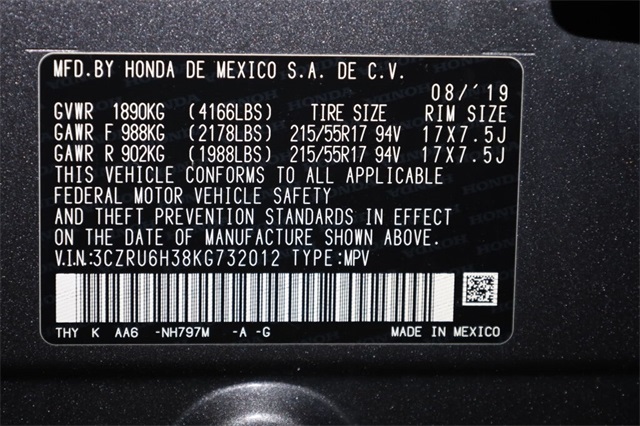 MFD.BY HONDA DE MEXICO S.A. DE C.V.
08/'19
GVWR 1890KG (4166LBS) TIRE SIZE RIM SIZE
GAWR F 988KG (2178LBS) 215/55R17 94V 17X7.5J
GAWR R 902KG (1988LBS) 215/55R17 94V 17X7.5J
THIS VEHICLE CONFORMS TO ALL APPLICABLE
FEDERAL MOTOR VEHICLE SAFETY
AND THEFT PREVENTION STANDARDS IN EFFECT
ON THE DATE OF MANUFACTURE SHOWN ABOVE.
V.I.N:3CZRU6H38KG732012 TYPE:MPV
THY K AA6 -NH797M -A -G MADE IN MEXICO